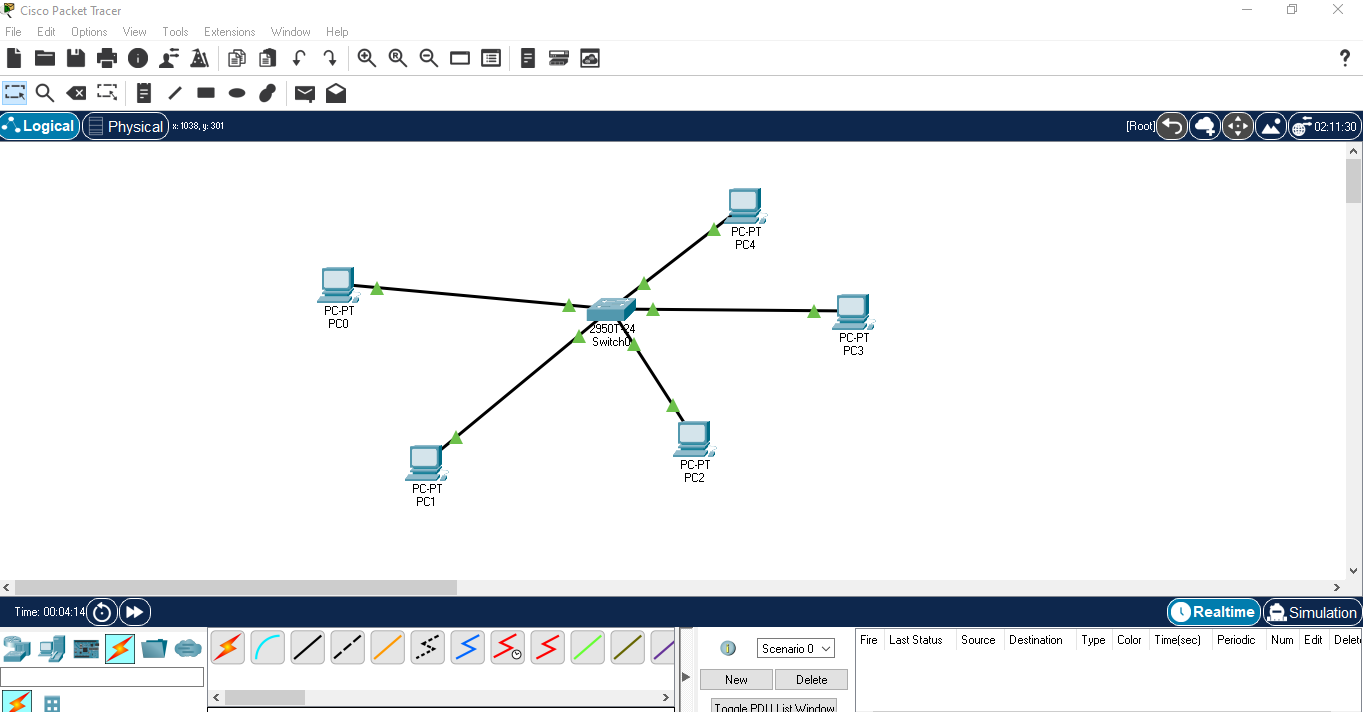 Cisco Packet Tracer
File Edit Options View Tools Extensions Window Help
Logical Physical x: 1038, y: 301 [Root] 02:11:30
PC-PT
PC4
PC-PT
PC0
2950T-24
Switch0
PC-PT
PC3
PC-PT
PC2
PC-PT
PC1
Time: 00:04:14 Realtime Simulation
Scenario 0 Fire Last Status Source Destination Type Color Time(sec) Periodic Num Edit Delet
New Delete
Toggle PDU List Window